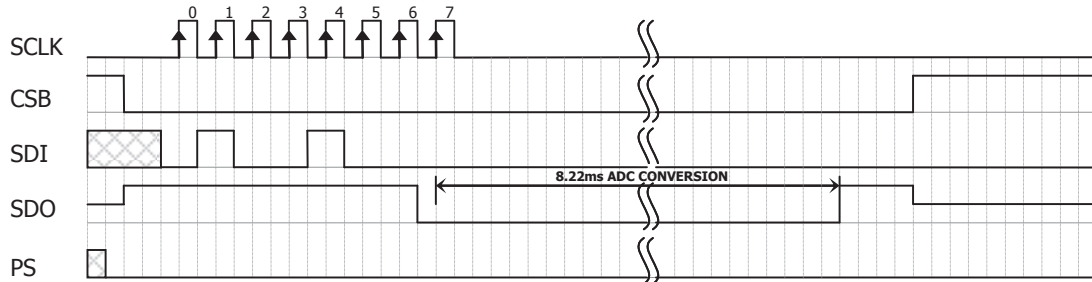 0 1 2 3 4 5 6 7
SCLK
CSB
SDI
8.22ms ADC CONVERSION
SDO
PS